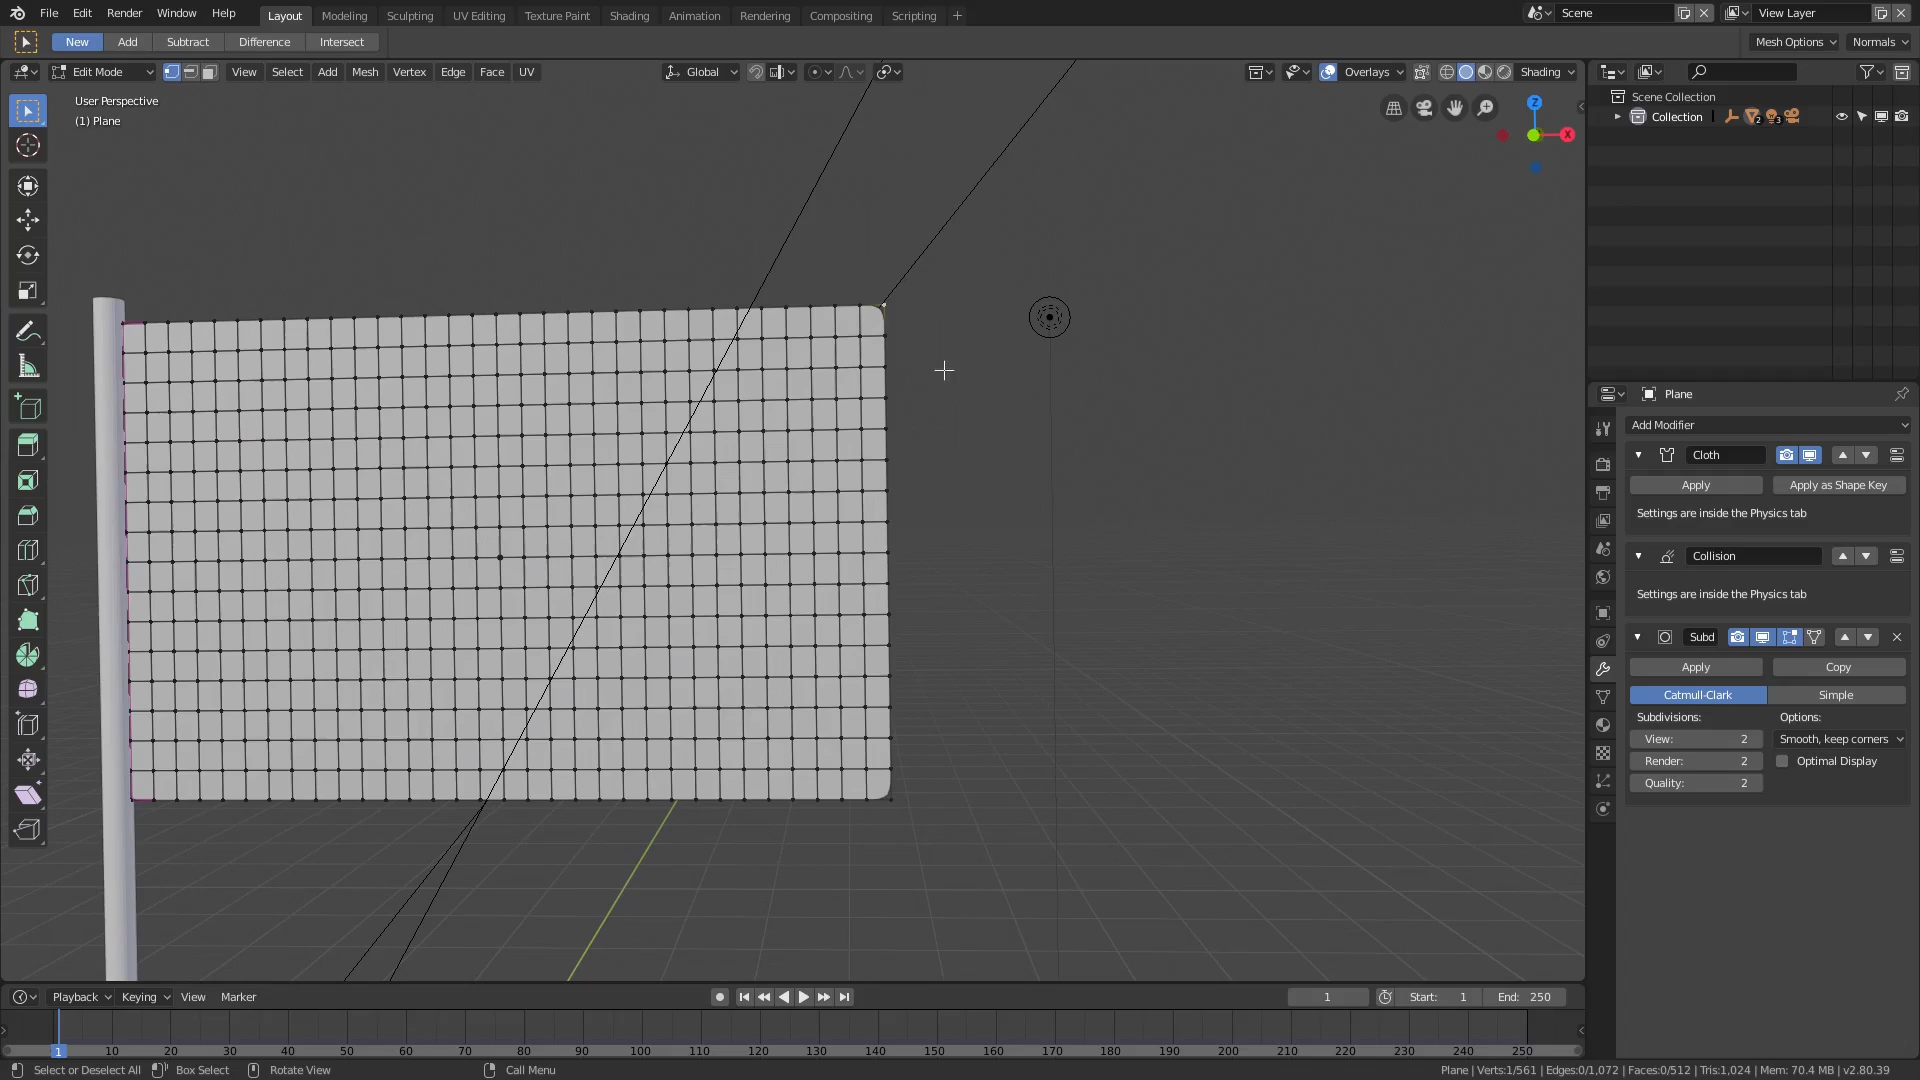 File Edit Render Window Help Layout Modeling Sculpting UV Editing Texture Paint Shading Animation Rendering Compositing Scripting + Scene View Layer
New Add Subtract Difference Intersect Mesh Options Normals
Edit Mode View Select Add Mesh Vertex Edge Face UV Global Overlays Shading
User Perspective
(1) Plane
Z
X
Scene Collection
Collection 2 3
Plane
Add Modifier
Cloth
Apply Apply as Shape Key
Settings are inside the Physics tab
Collision
Settings are inside the Physics tab
Subd
Apply Copy
Catmull-Clark Simple
Subdivisions: Options:
View: 2 Smooth, keep corners
Render: 2 Optimal Display
Quality: 2
Playback Keying View Marker 1 Start: 1 End: 250
1 10 20 30 40 50 60 70 80 90 100 110 120 130 140 150 160 170 180 190 200 210 220 230 240 250
Select or Deselect All Box Select Rotate View Call Menu Plane | Verts:1/561 | Edges:0/1,072 | Faces:0/512 | Tris:1,024 | Mem: 70.4 MB | v2.80.39